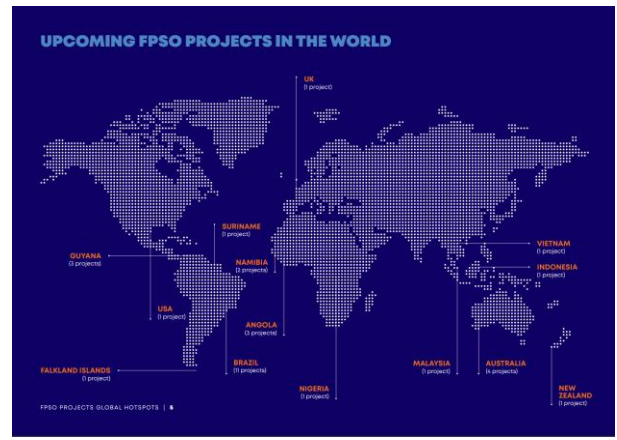 UPCOMING FPSO PROJECTS IN THE WORLD
UK
(1 project)
SURINAME
(1 project)
GUYANA
(3 projects)
NAMIBIA
(2 projects)
VIETNAM
(1 project)
INDONESIA
(1 project)
USA
(1 project)
ANGOLA
(3 projects)
FALKLAND ISLANDS
(1 project)
BRAZIL
(11 projects)
NIGERIA
(1 project)
MALAYSIA
(1 project)
AUSTRALIA
(4 projects)
NEW
ZEALAND
(1 project)
FPSO PROJECTS GLOBAL HOTSPOTS | 5